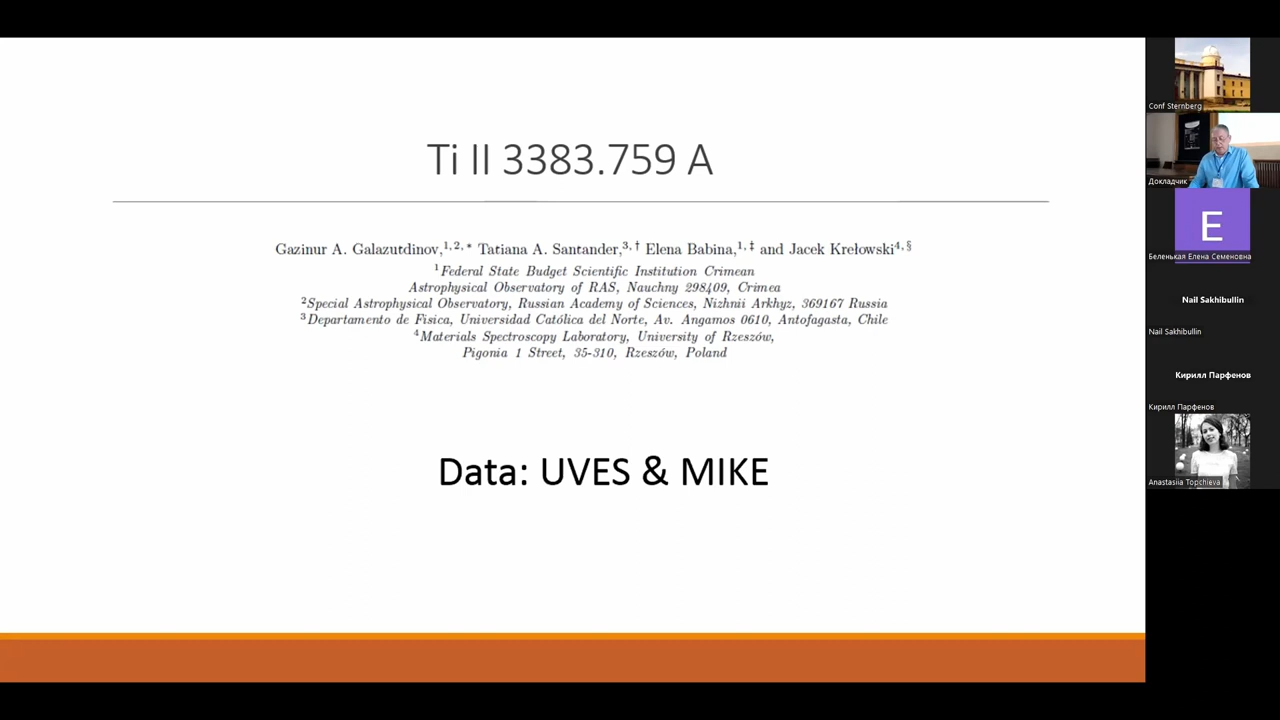 Ti II 3383.759 A
Gazinur A. Galazutdinov,1,2,* Tatiana A. Santander,3,† Elena Babina,1,‡ and Jacek Krełowski4,§
1Federal State Budget Scientific Institution Crimean
Astrophysical Observatory of RAS, Nauchny 298409, Crimea
2Special Astrophysical Observatory, Russian Academy of Sciences, Nizhnii Arkhyz, 369167 Russia
3Departamento de Fisica, Universidad Católica del Norte, Av. Angamos 0610, Antofagasta, Chile
4Materials Spectroscopy Laboratory, University of Rzeszów,
Pigonia 1 Street, 35-310, Rzeszów, Poland
Data: UVES & MIKE
Conf Sternberg
Докладчик
E
Беленькая Елена Семеновна
Nail Sakhibullin
Nail Sakhibullin
Кирилл Парфенов
Кирилл Парфенов
Anastasiia Topchieva